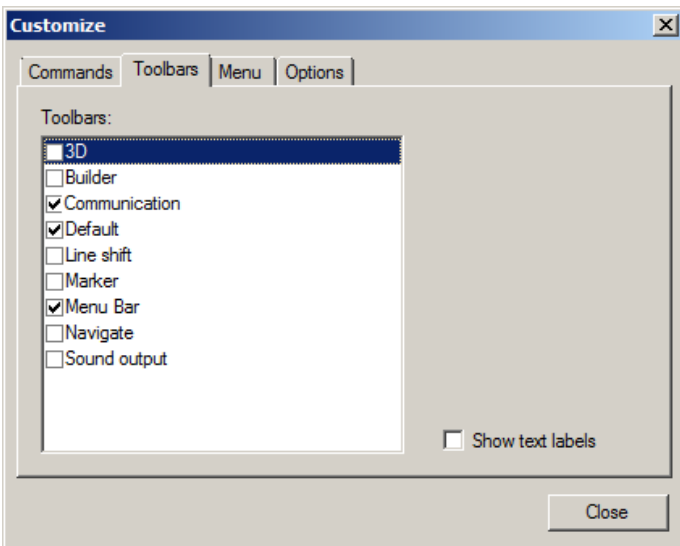 Customize
Commands Toolbars Menu Options
Toolbars:
3D
Builder
Communication
Default
Line shift
Marker
Menu Bar
Navigate
Sound output
Show text labels
Close